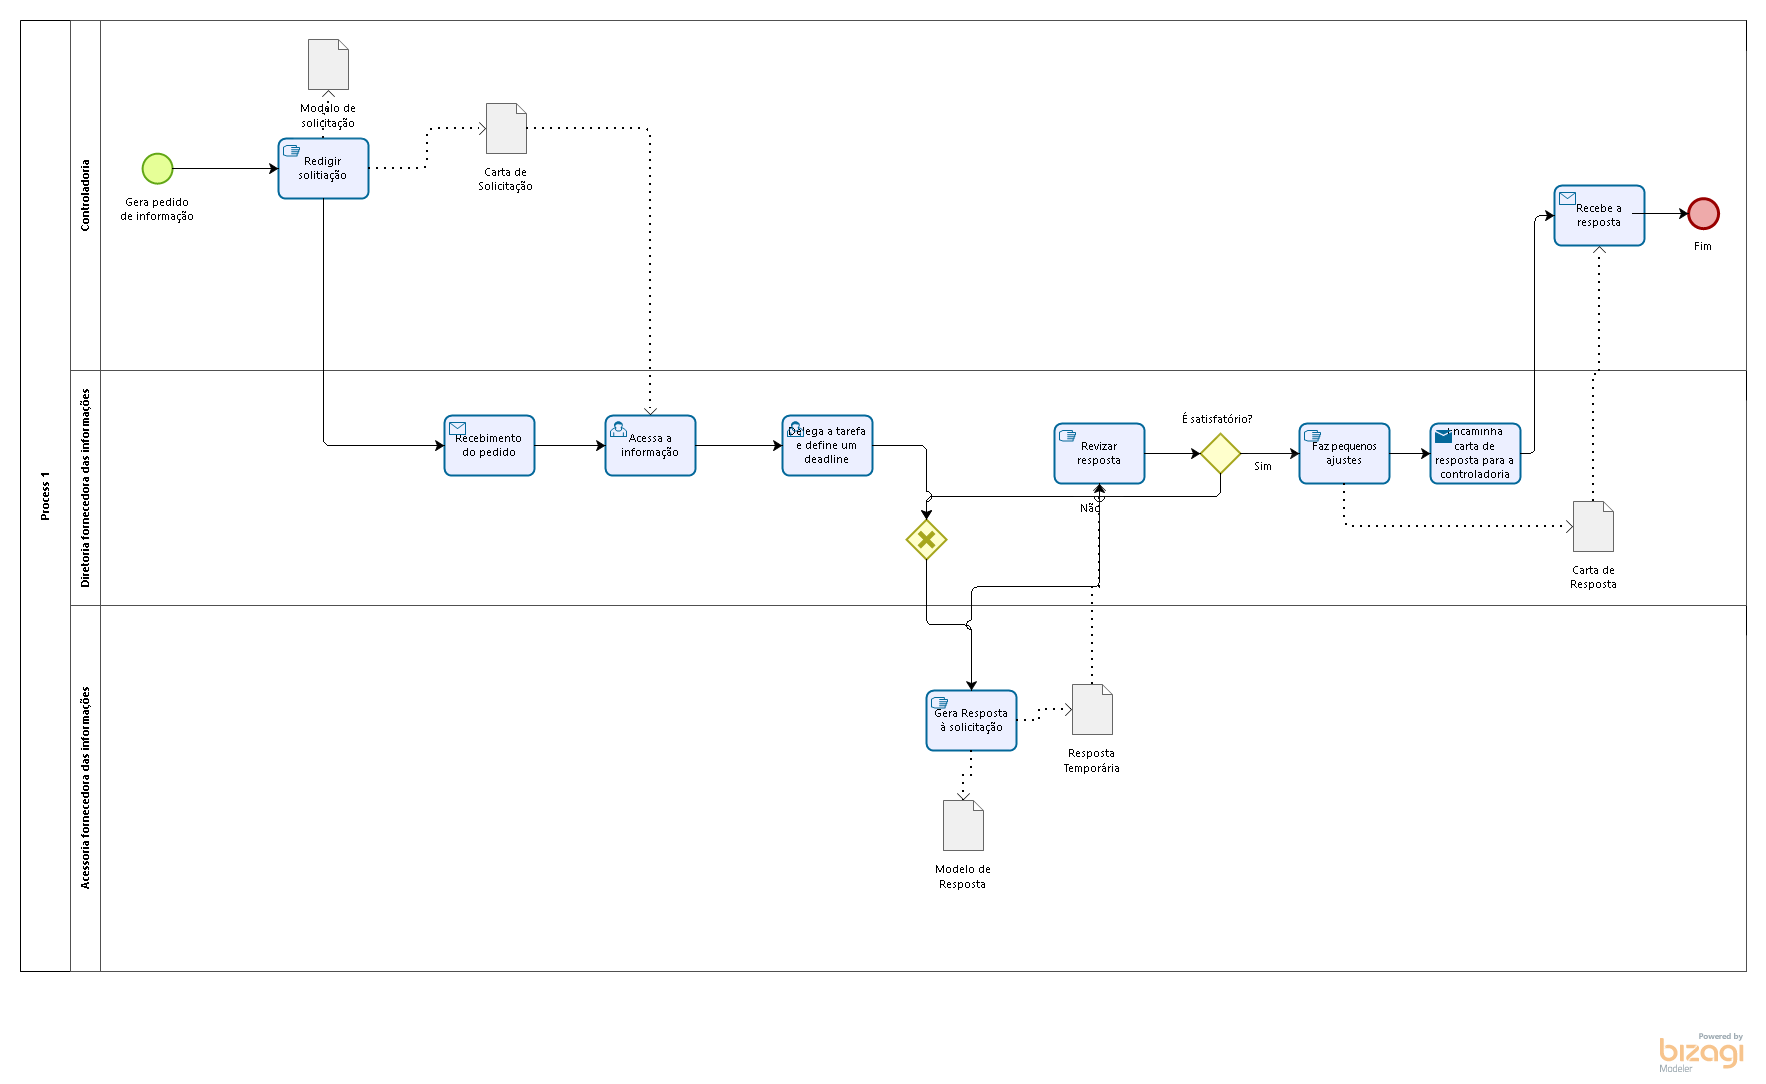 Process 1
Controladoria
Modelo de
solicitação
Carta de
Solicitação
Gera pedido
de informação
Redigir
solitiação
Recebe a
resposta
Fim
Diretoria fornecedora das informações
Recebimento
do pedido
Acessa a
informação
Delega a tarefa
e define um
deadline
Revizar
resposta
É satisfatório?
Sim
Não
Faz pequenos
ajustes
Encaminha
carta de
resposta para a
controladoria
Carta de
Resposta
Acessoria fornecedora das informações
Gera Resposta
à solicitação
Resposta
Temporária
Modelo de
Resposta
Powered by
bizagi
Modeler